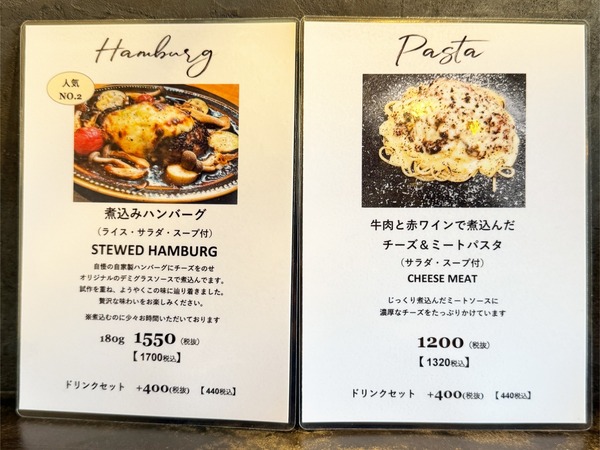 Hamburg
人気
NO.2
煮込みハンバーグ
（ライス・サラダ・スープ付）
STEWED HAMBURG
自慢の自家製ハンバーグにチーズをのせ
オリジナルのデミグラスソースで煮込んでます。
試作を重ね、ようやくこの味に辿り着きました。
贅沢な味わいをお楽しみください。
※煮込むのに少々お時間いただいております
180g 1550（税抜）
【1700税込】
ドリンクセット +400(税抜) 【440税込】
Pasta
牛肉と赤ワインで煮込んだ
チーズ＆ミートパスタ
（サラダ・スープ付）
CHEESE MEAT
じっくり煮込んだミートソースに
濃厚なチーズをたっぷりかけています
1200（税抜）
【1320税込】
ドリンクセット +400(税抜) 【440税込】